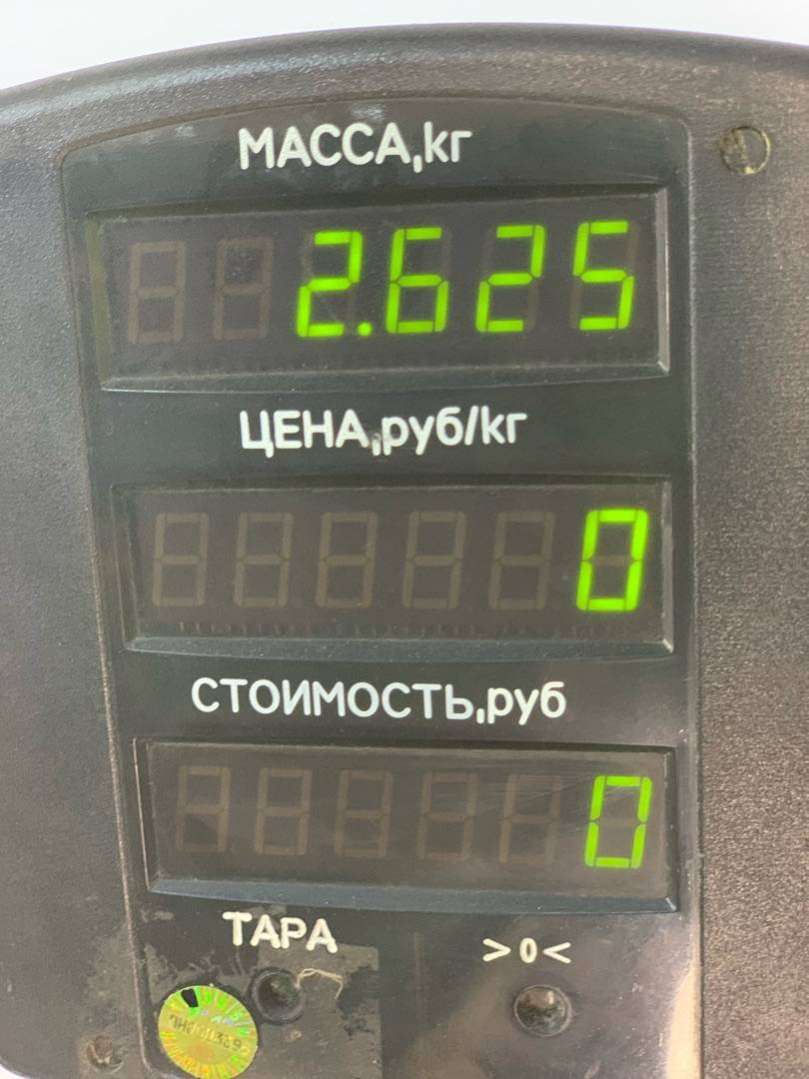 МАССА,кг
2.625
ЦЕНА,руб/кг
0
СТОИМОСТЬ,руб
0
ТАРА >0<